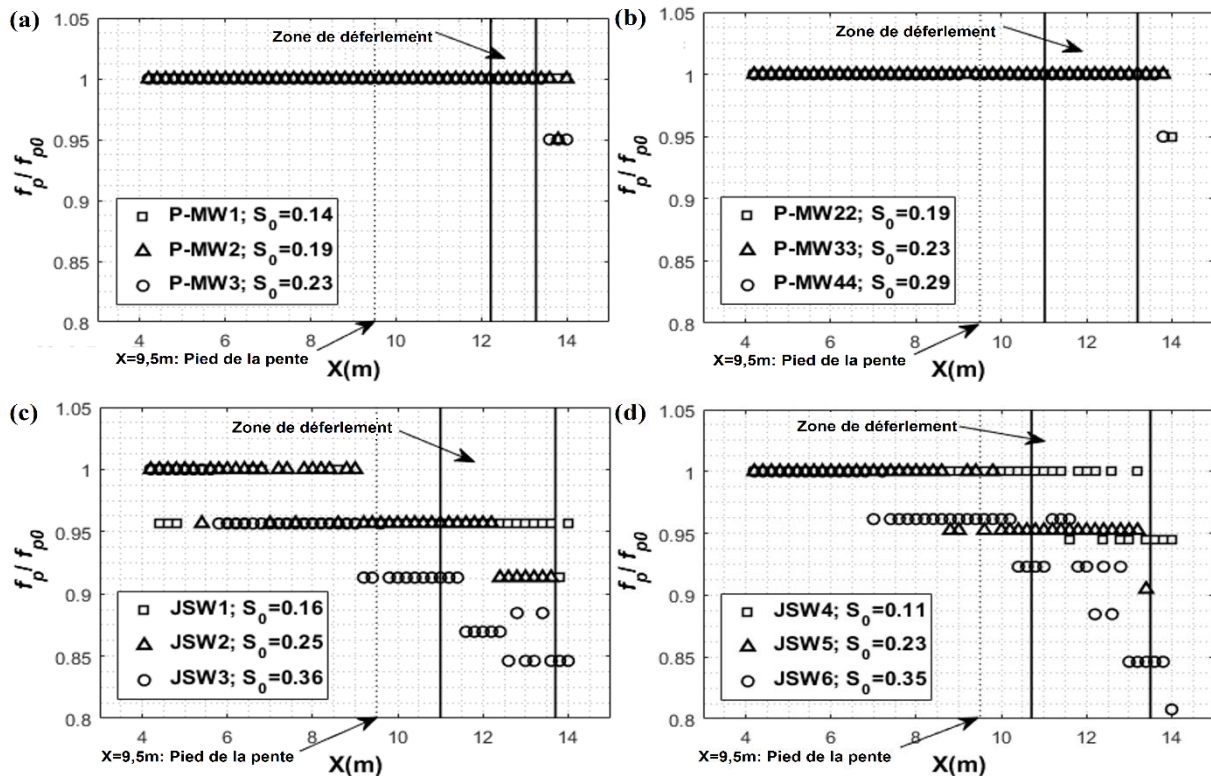 (a)
1.05
1
0.95
0.9
0.85
0.8
f_p / f_p0
Zone de déferlement
P-MW1; S_0=0.14
P-MW2; S_0=0.19
P-MW3; S_0=0.23
4 6 8 10 12 14
X=9,5m: Pied de la pente
X(m)
(b)
1.05
1
0.95
0.9
0.85
0.8
f_p / f_p0
Zone de déferlement
P-MW22; S_0=0.19
P-MW33; S_0=0.23
P-MW44; S_0=0.29
4 6 8 10 12 14
X=9,5m: Pied de la pente
X(m)
(c)
1.05
1
0.95
0.9
0.85
0.8
f_p / f_p0
Zone de déferlement
JSW1; S_0=0.16
JSW2; S_0=0.25
JSW3; S_0=0.36
4 6 8 10 12 14
X=9,5m: Pied de la pente
X(m)
(d)
1.05
1
0.95
0.9
0.85
0.8
f_p / f_p0
Zone de déferlement
JSW4; S_0=0.11
JSW5; S_0=0.23
JSW6; S_0=0.35
4 6 8 10 12 14
X=9,5m: Pied de la pente
X(m)